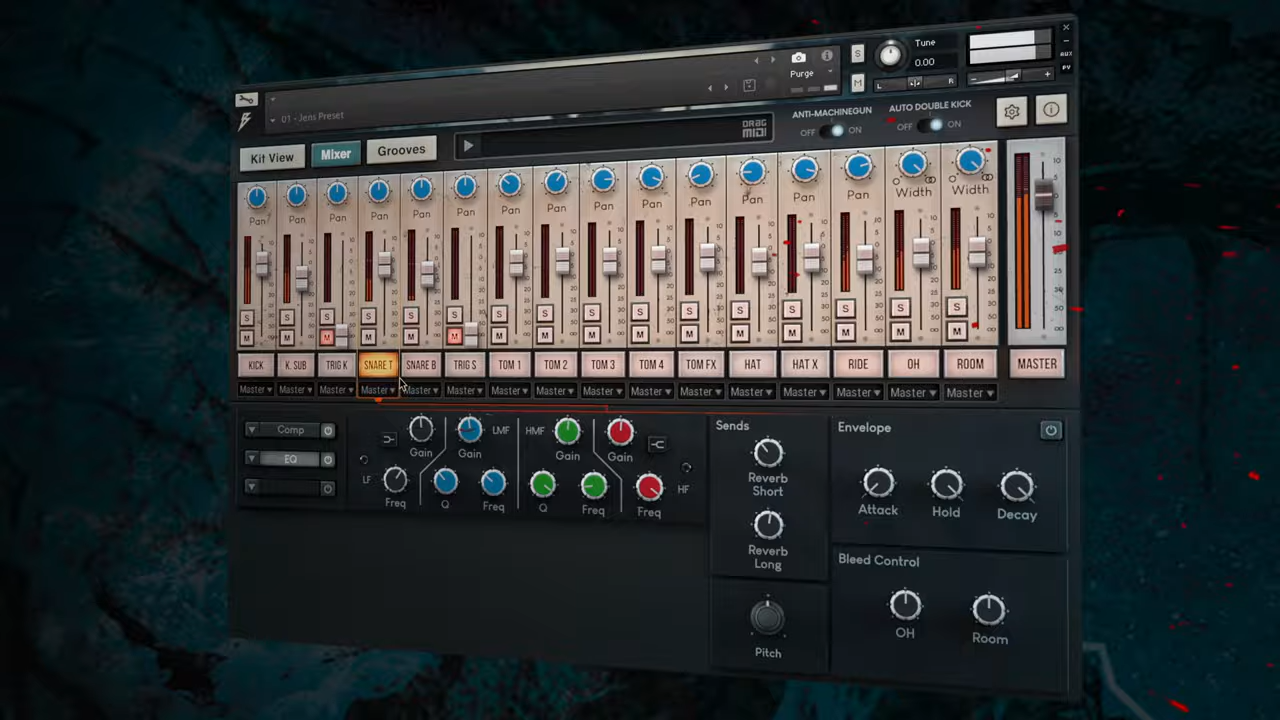 Tune
S
Purge
0.00
AUX
PV
M
L R
- +
01 - Jens Preset
ANTI-MACHINEGUN
AUTO DOUBLE KICK
DRAG
MIDI
OFF ON
OFF ON
Kit View
Mixer
Grooves
Pan Pan Pan Pan Pan Pan Pan Pan Pan Pan Pan Pan Pan Pan Width Width
S S S S S S S S S S S S S S S S
M M M M M M M M M M M M M M M M
KICK K. SUB TRIG K SNARE T SNARE B TRIG S TOM 1 TOM 2 TOM 3 TOM 4 TOM FX HAT HAT X RIDE OH ROOM MASTER
Master Master Master Master Master Master Master Master Master Master Master Master Master Master Master Master
Comp
EQ
Gain
LMF
Gain
HMF
Gain
Gain
LF
Freq
Q
Freq
Q
Freq
Freq
HF
Sends
Reverb
Short
Reverb
Long
Pitch
Envelope
Attack
Hold
Decay
Bleed Control
OH
Room